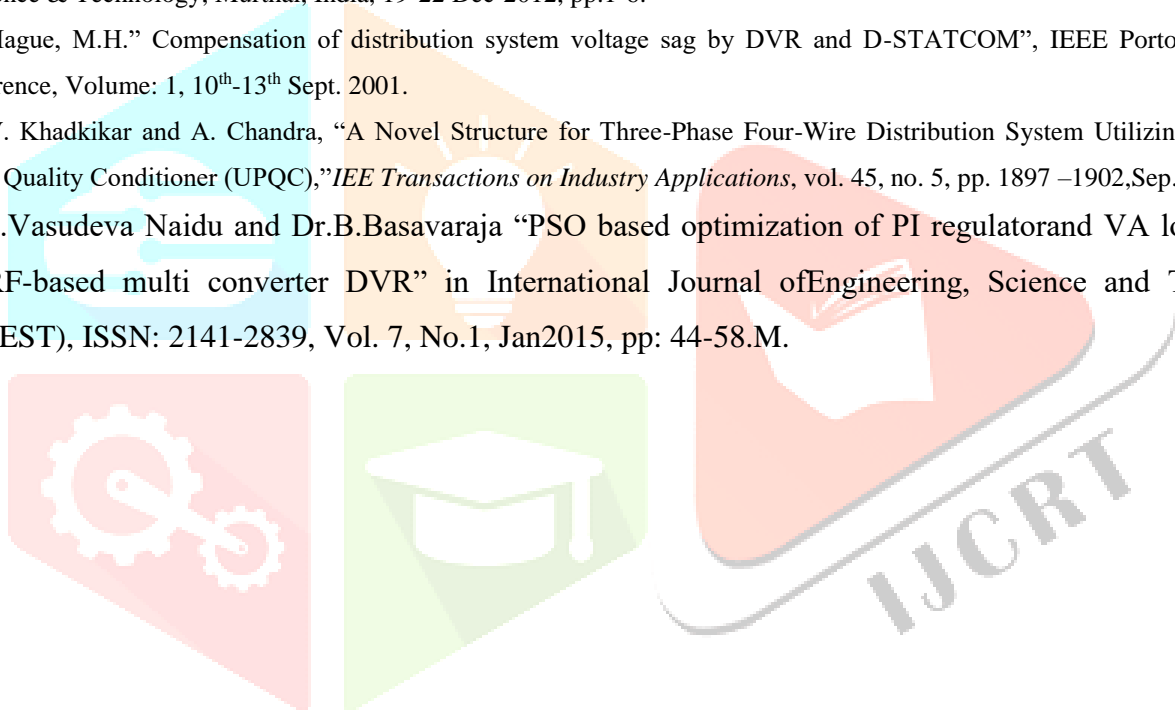 & Technology, Murthal, India, 19-22 Dec-2012, pp.1-6.
Hague, M.H.” Compensation of distribution system voltage sag by DVR and D-STATCOM”, IEEE Porto
Volume: 1, 10th-13th Sept. 2001.
Khadkikar and A. Chandra, “A Novel Structure for Three-Phase Four-Wire Distribution System
Quality Conditioner (UPQC),”IEE Transactions on Industry Applications, vol. 45, no. 5, pp. 1897 –1902,Sep.
.Vasudeva Naidu and Dr.B.Basavaraja “PSO based optimization of PI regulatorand VA
RF-based multi converter DVR” in International Journal ofEngineering, Science and
EST), ISSN: 2141-2839, Vol. 7, No.1, Jan2015, pp: 44-58.M.
IJCRT